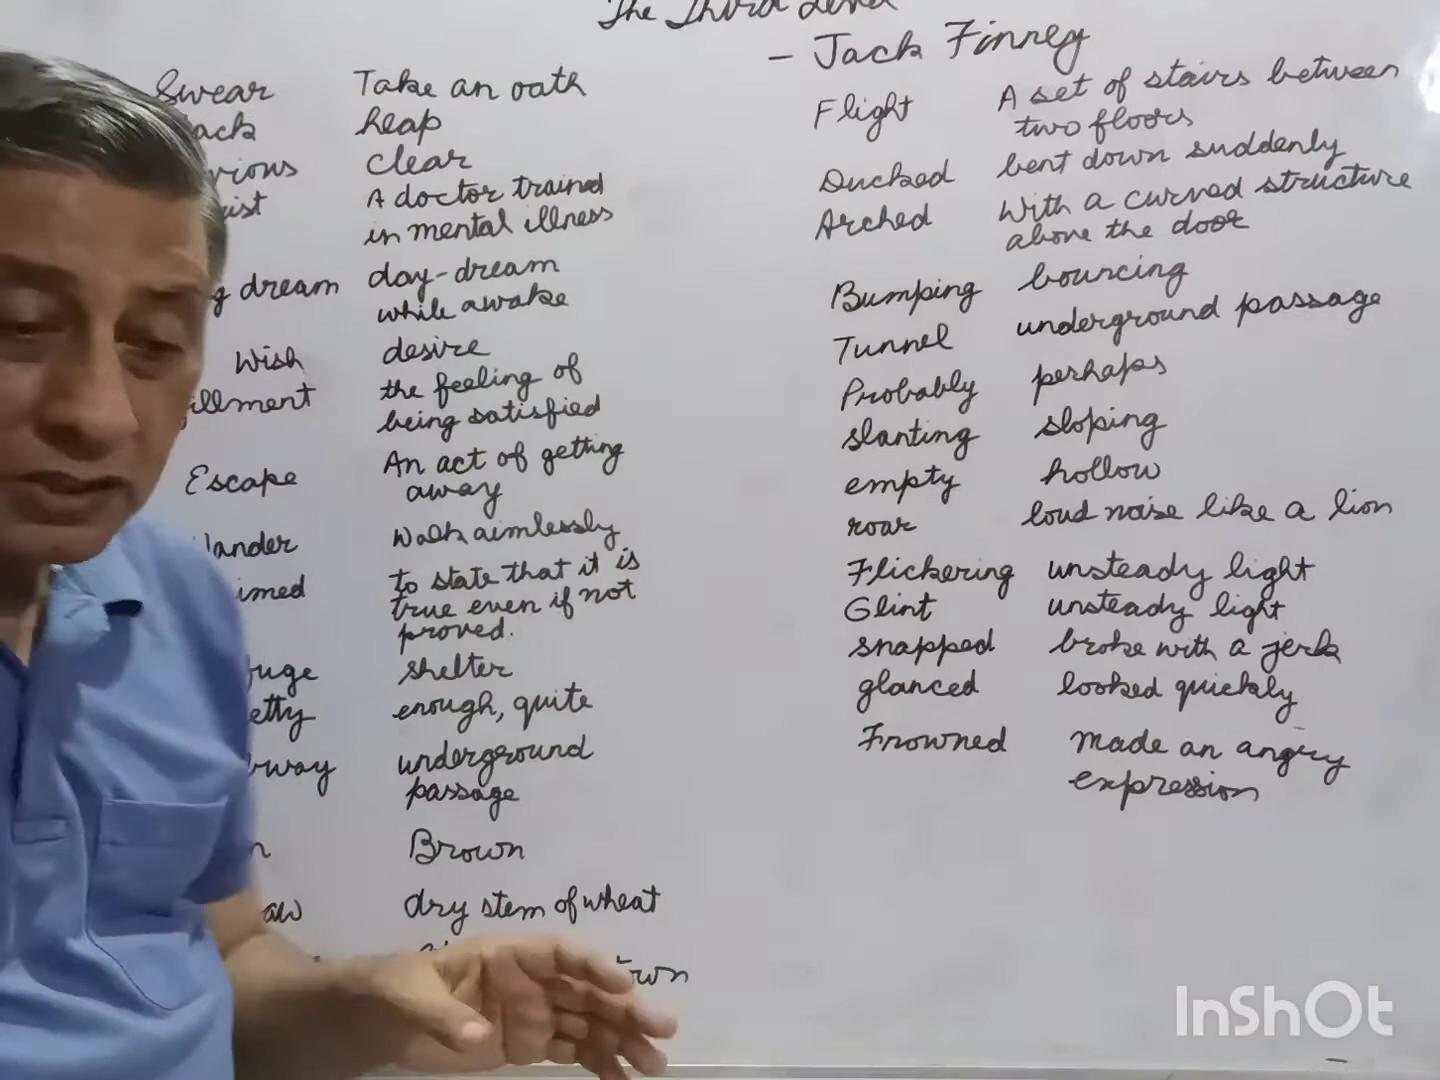 The Third Level
- Jack Finney
Swear Take an oath
heap
clear
A doctor trained
in mental illness
dream day-dream
while awake
Wish desire
the feeling of
being satisfied
Escape An act of getting
away
Walk aimlessly
to state that it is
true even if not
proved.
shelter
enough, quite
underground
passage
Brown
dry stem of wheat
Flight A set of stairs between
two floors
Ducked bent down suddenly
Arched With a curved structure
above the door
Bumping bouncing
Tunnel underground passage
Probably perhaps
slanting sloping
empty hollow
roar loud noise like a lion
Flickering unsteady light
Glint unsteady light
snapped broke with a jerk
glanced looked quickly
Frowned made an angry
expression
InShOt